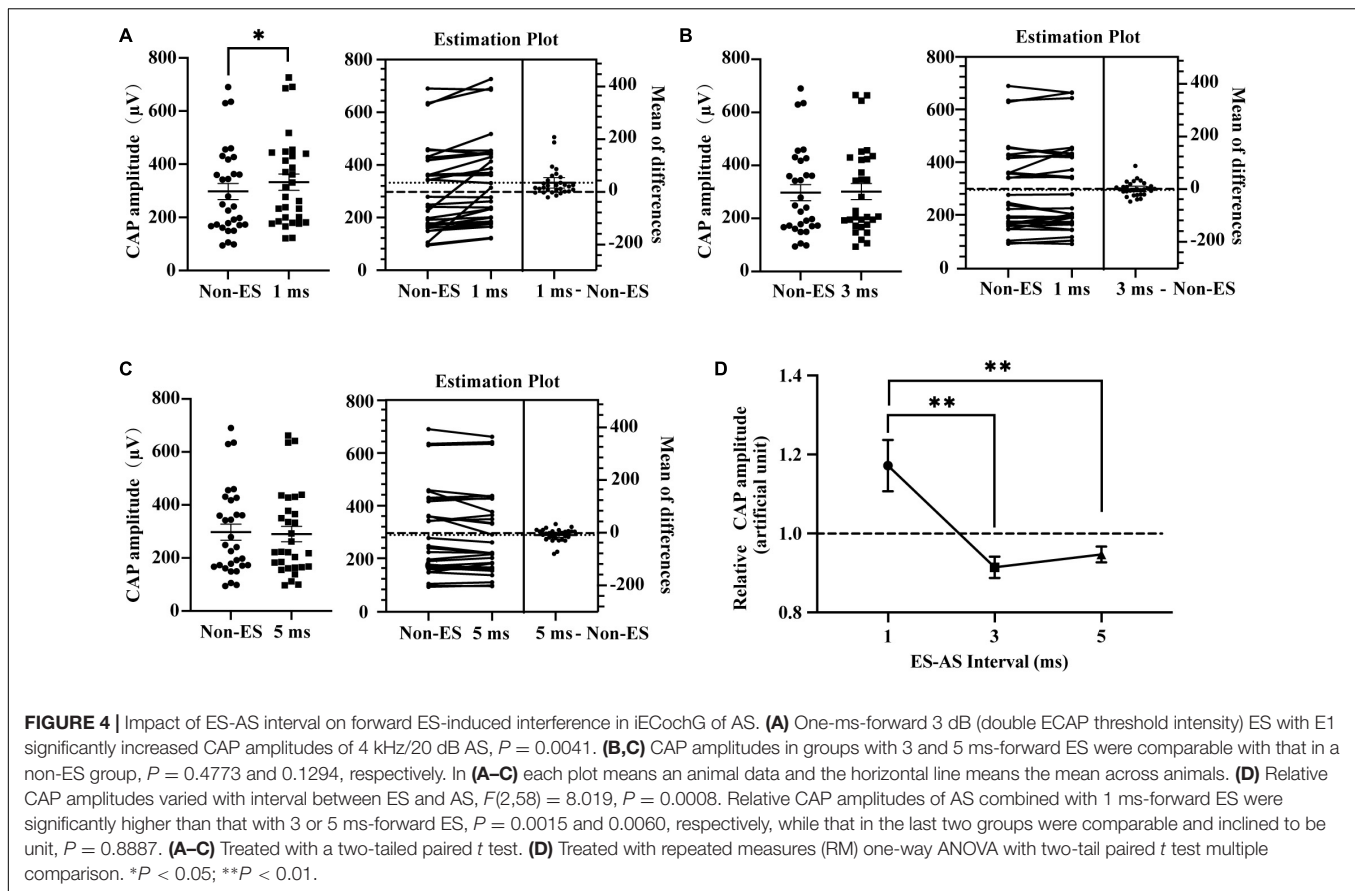 A
*
800
600
400
200
0
CAP amplitude (μV)
Non-ES 1 ms
Estimation Plot
800
700
600
500
400
300
200
100
0
400
200
0
-200
Mean of differences
Non-ES 1 ms 1 ms - Non-ES
B
800
600
400
200
0
CAP amplitude (μV)
Non-ES 3 ms
Estimation Plot
800
600
400
200
0
400
200
0
-200
Mean of differences
Non-ES 1 ms 3 ms - Non-ES
C
800
600
400
200
0
CAP amplitude (μV)
Non-ES 5 ms
Estimation Plot
800
600
400
200
0
400
200
0
-200
Mean of differences
Non-ES 5 ms 5 ms - Non-ES
D
**
**
1.4
1.2
1.0
0.8
Relative CAP amplitude
(artificial unit)
1 3 5
ES-AS Interval (ms)
FIGURE 4 | Impact of ES-AS interval on forward ES-induced interference in iECochG of AS. (A) One-ms-forward 3 dB (double ECAP threshold intensity) ES with E1
significantly increased CAP amplitudes of 4 kHz/20 dB AS, P = 0.0041. (B,C) CAP amplitudes in groups with 3 and 5 ms-forward ES were comparable with that in a
non-ES group, P = 0.4773 and 0.1294, respectively. In (A–C) each plot means an animal data and the horizontal line means the mean across animals. (D) Relative
CAP amplitudes varied with interval between ES and AS, F(2,58) = 8.019, P = 0.0008. Relative CAP amplitudes of AS combined with 1 ms-forward ES were
significantly higher than that with 3 or 5 ms-forward ES, P = 0.0015 and 0.0060, respectively, while that in the last two groups were comparable and inclined to be
unit, P = 0.8887. (A–C) Treated with a two-tailed paired t test. (D) Treated with repeated measures (RM) one-way ANOVA with two-tail paired t test multiple
comparison. *P < 0.05; **P < 0.01.